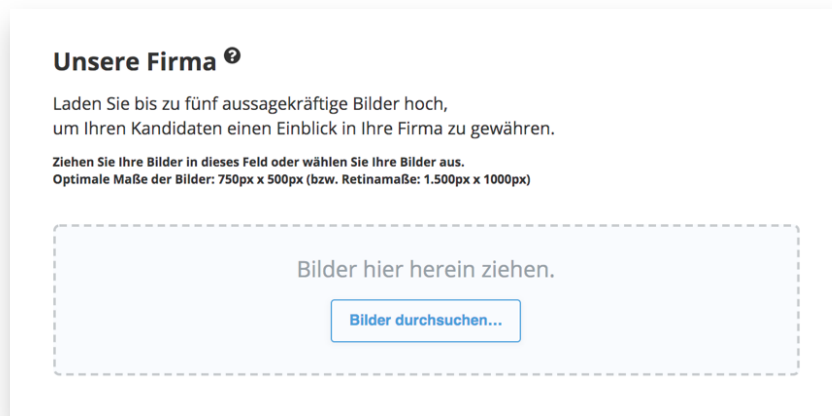 Unsere Firma ?
Laden Sie bis zu fünf aussagekräftige Bilder hoch,
um Ihren Kandidaten einen Einblick in Ihre Firma zu gewähren.
Ziehen Sie Ihre Bilder in dieses Feld oder wählen Sie Ihre Bilder aus.
Optimale Maße der Bilder: 750px x 500px (bzw. Retinamaße: 1.500px x 1000px)
Bilder hier herein ziehen.
Bilder durchsuchen...